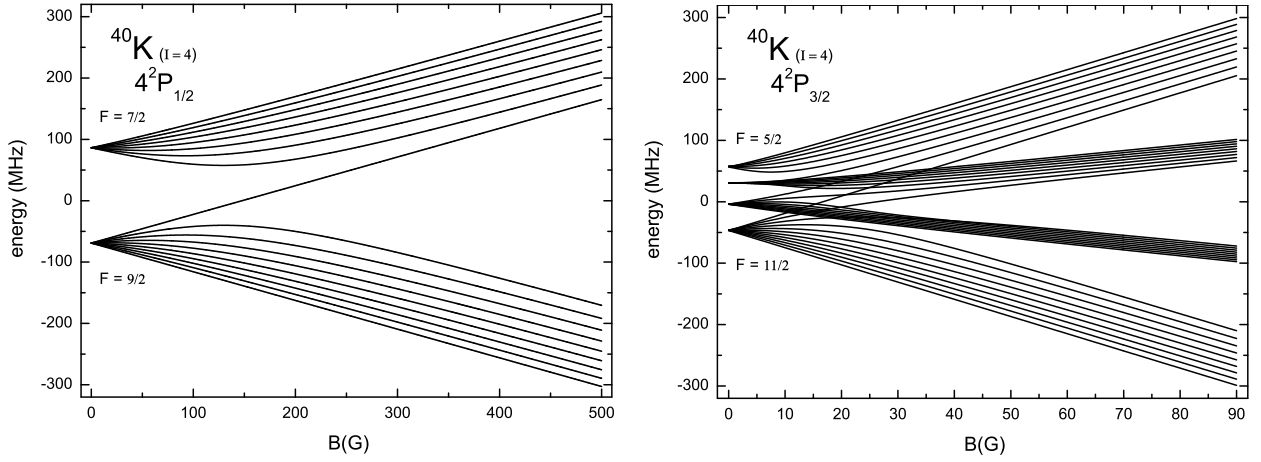 300
200
100
0
-100
-200
-300
energy (MHz)
⁴⁰K (I = 4)
4²P₁/₂
F = 7/2
F = 9/2
0 100 200 300 400 500
B(G)
300
200
100
0
-100
-200
-300
energy (MHz)
⁴⁰K (I = 4)
4²P₃/₂
F = 5/2
F = 11/2
0 10 20 30 40 50 60 70 80 90
B(G)